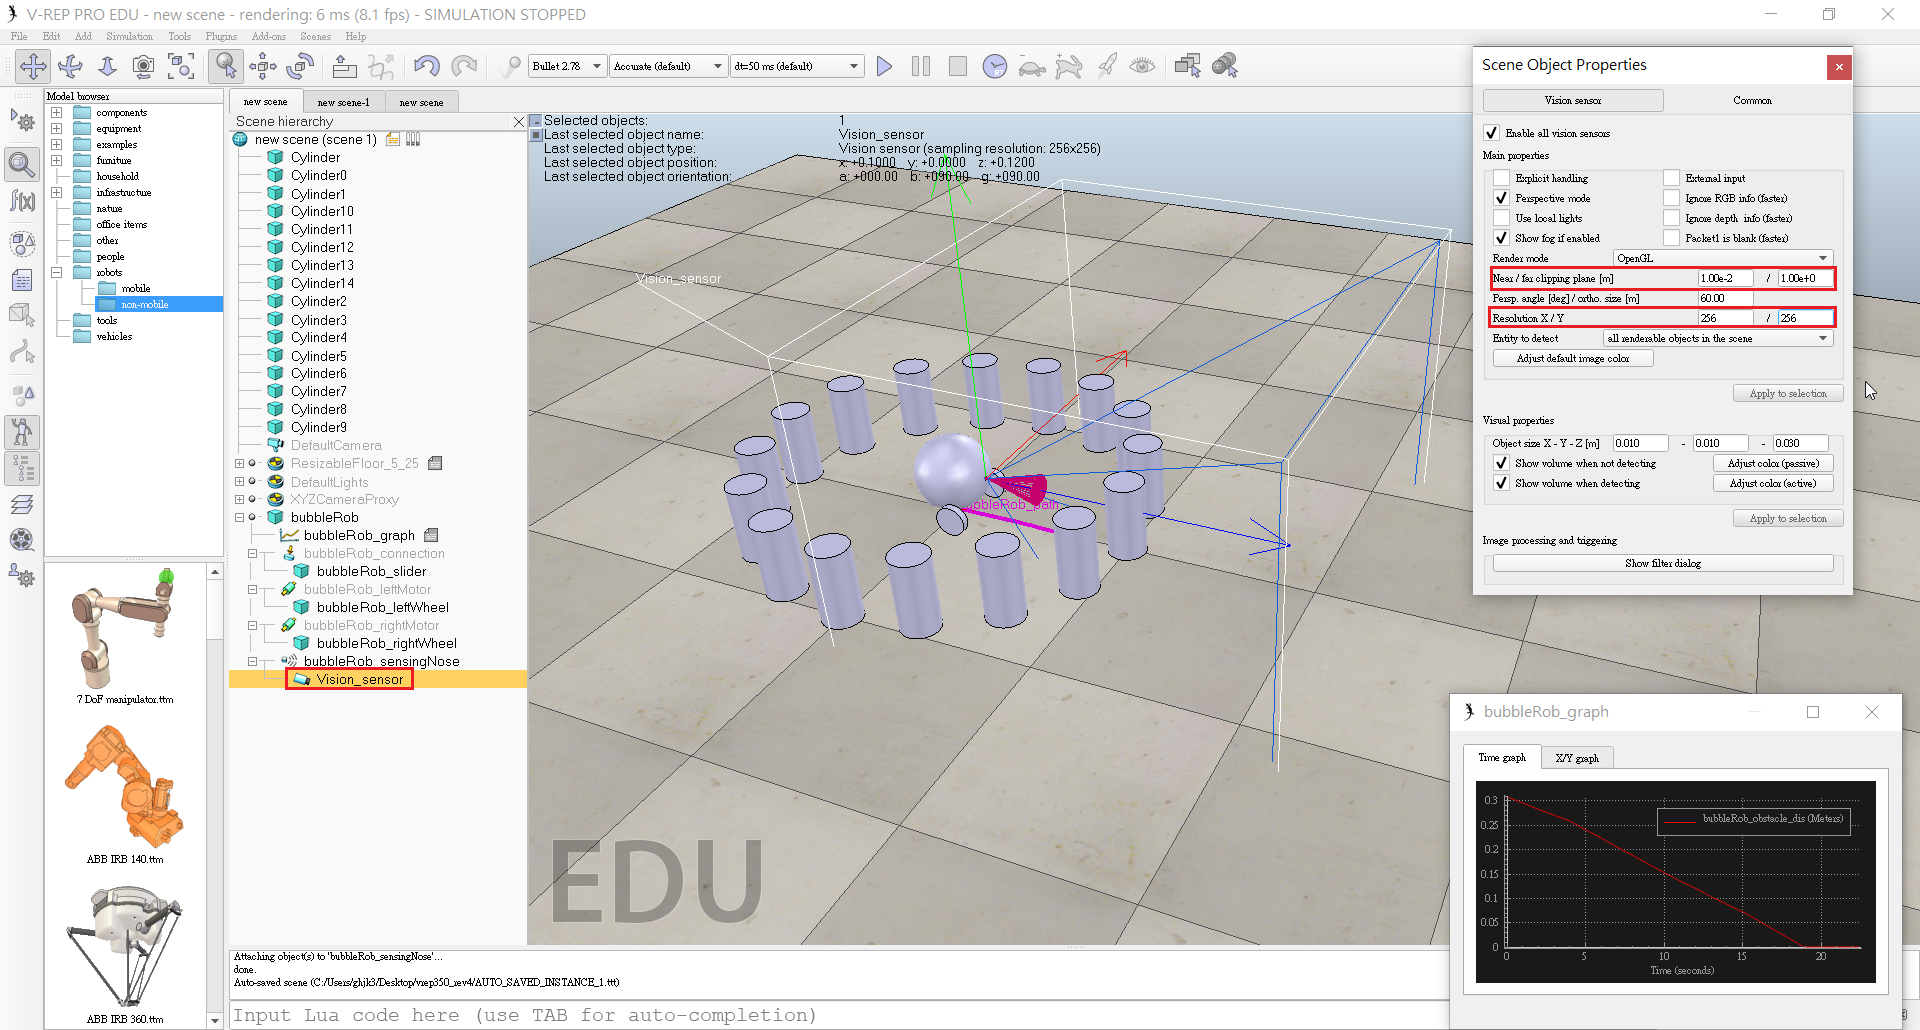 V-REP PRO EDU - new scene - rendering: 6 ms (8.1 fps) - SIMULATION STOPPED
File Edit Add Simulation Tools Plugins Add-ons Scenes Help
Bullet 2.78 Accurate (default) dt=50 ms (default)
Model browser
components
equipment
examples
furniture
household
infrastructure
nature
office items
other
people
robots
mobile
non-mobile
tools
vehicles
7 DoF manipulator.ttm
ABB IRB 140.ttm
ABB IRB 360.ttm
new scene new scene-1 new scene
Scene hierarchy
new scene (scene 1)
Cylinder
Cylinder0
Cylinder1
Cylinder10
Cylinder11
Cylinder12
Cylinder13
Cylinder14
Cylinder2
Cylinder3
Cylinder4
Cylinder5
Cylinder6
Cylinder7
Cylinder8
Cylinder9
DefaultCamera
ResizableFloor_5_25
DefaultLights
XYZCameraProxy
bubbleRob
bubbleRob_graph
bubbleRob_connection
bubbleRob_slider
bubbleRob_leftMotor
bubbleRob_leftWheel
bubbleRob_rightMotor
bubbleRob_rightWheel
bubbleRob_sensingNose
Vision_sensor
Selected objects: 1
Last selected object name: Vision_sensor
Last selected object type: Vision sensor (sampling resolution: 256x256)
Last selected object position: x: +0.1000 y: +0.0000 z: +0.1200
Last selected object orientation: a: +000.00 b: +090.00 g: +090.00
Vision_sensor
bubbleRob_path
EDU
Attaching object(s) to 'bubbleRob_sensingNose'...
done.
Auto-saved scene (C:/Users/ghjk3/Desktop/vrep350_rev4/AUTO_SAVED_INSTANCE_1.ttt)
Input Lua code here (use TAB for auto-completion)
Scene Object Properties
Vision sensor Common
Enable all vision sensors
Main properties
Explicit handling External input
Perspective mode Ignore RGB info (faster)
Use local lights Ignore depth info (faster)
Show fog if enabled Packet1 is blank (faster)
Render mode OpenGL
Near / far clipping plane [m] 1.00e-2 / 1.00e+0
Persp. angle [deg] / ortho. size [m] 60.00
Resolution X / Y 256 / 256
Entity to detect all renderable objects in the scene
Adjust default image color
Apply to selection
Visual properties
Object size X - Y - Z [m] 0.010 - 0.010 - 0.030
Show volume when not detecting Adjust color (passive)
Show volume when detecting Adjust color (active)
Apply to selection
Image processing and triggering
Show filter dialog
bubbleRob_graph
Time graph X/Y graph
bubbleRob_obstacle_dis (Meters)
0.3
0.25
0.2
0.15
0.1
0.05
0
0 5 10 15 20
Time (seconds)